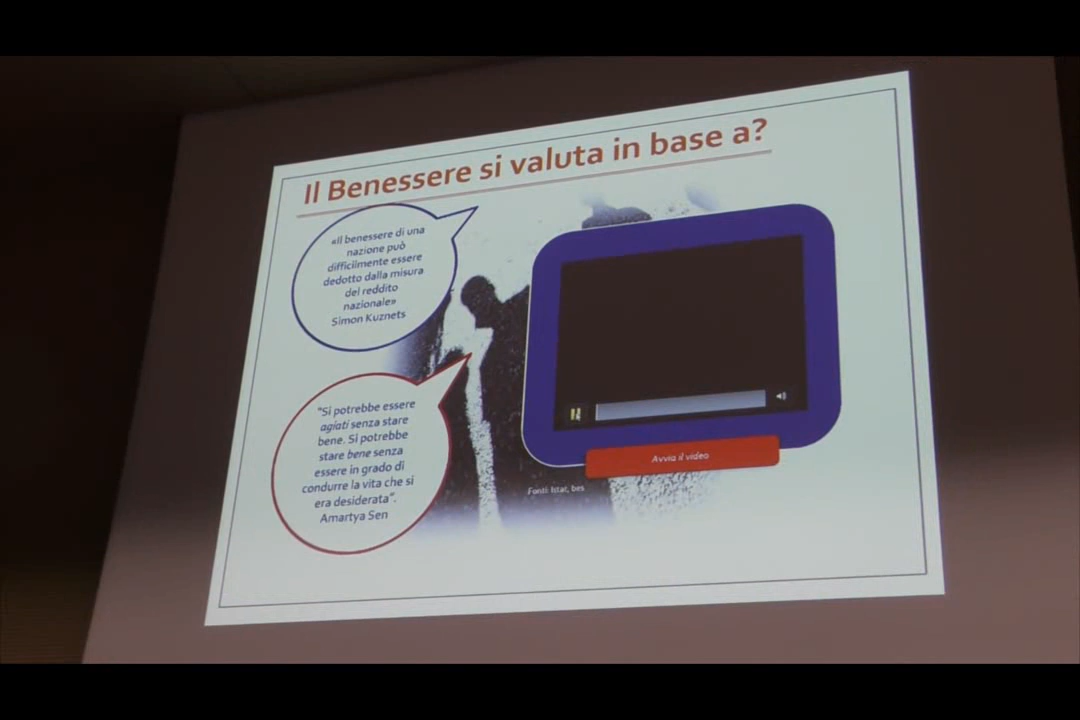 Il Benessere si valuta in base a?
«Il benessere di una
nazione può
difficilmente essere
dedotto dalla misura
del reddito
nazionale»
Simon Kuznets
"Si potrebbe essere
agiati senza stare
bene. Si potrebbe
stare bene senza
essere in grado di
condurre la vita che si
era desiderata".
Amartya Sen
Avvia il video
Fonti: Istat, bes